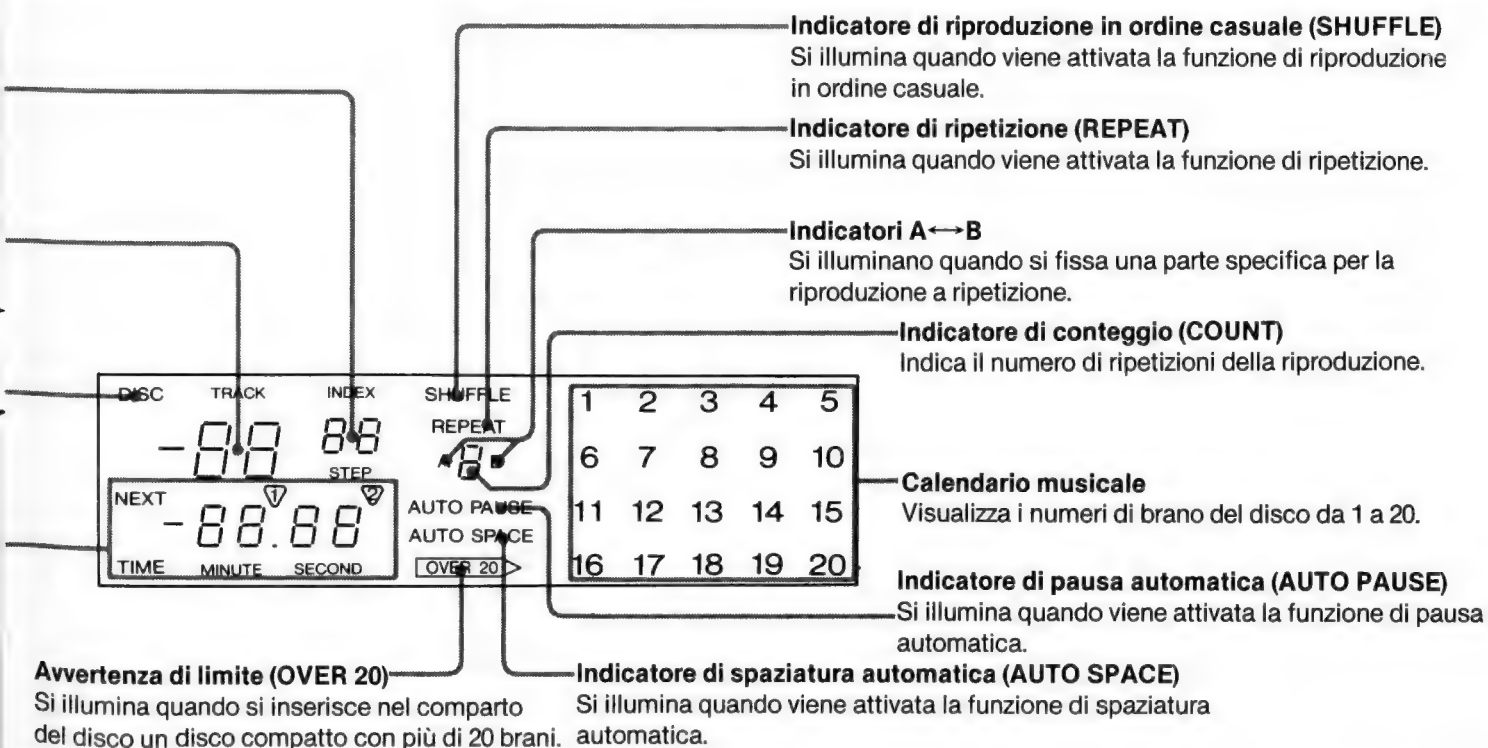 Indicatore di riproduzione in ordine casuale (SHUFFLE)
Si illumina quando viene attivata la funzione di riproduzione
in ordine casuale.
Indicatore di ripetizione (REPEAT)
Si illumina quando viene attivata la funzione di ripetizione.
Indicatori A↔B
Si illuminano quando si fissa una parte specifica per la
riproduzione a ripetizione.
Indicatore di conteggio (COUNT)
Indica il numero di ripetizioni della riproduzione.
DISC TRACK INDEX SHUFFLE
REPEAT
-88 88
A 8 B
STEP
NEXT 1 2
-88.88
TIME MINUTE SECOND
AUTO PAUSE
AUTO SPACE
OVER 20
1 2 3 4 5
6 7 8 9 10
11 12 13 14 15
16 17 18 19 20
Calendario musicale
Visualizza i numeri di brano del disco da 1 a 20.
Indicatore di pausa automatica (AUTO PAUSE)
Si illumina quando viene attivata la funzione di pausa
automatica.
Avvertenza di limite (OVER 20)
Si illumina quando si inserisce nel comparto
del disco un disco compatto con più di 20 brani.
Indicatore di spaziatura automatica (AUTO SPACE)
Si illumina quando viene attivata la funzione di spaziatura
automatica.